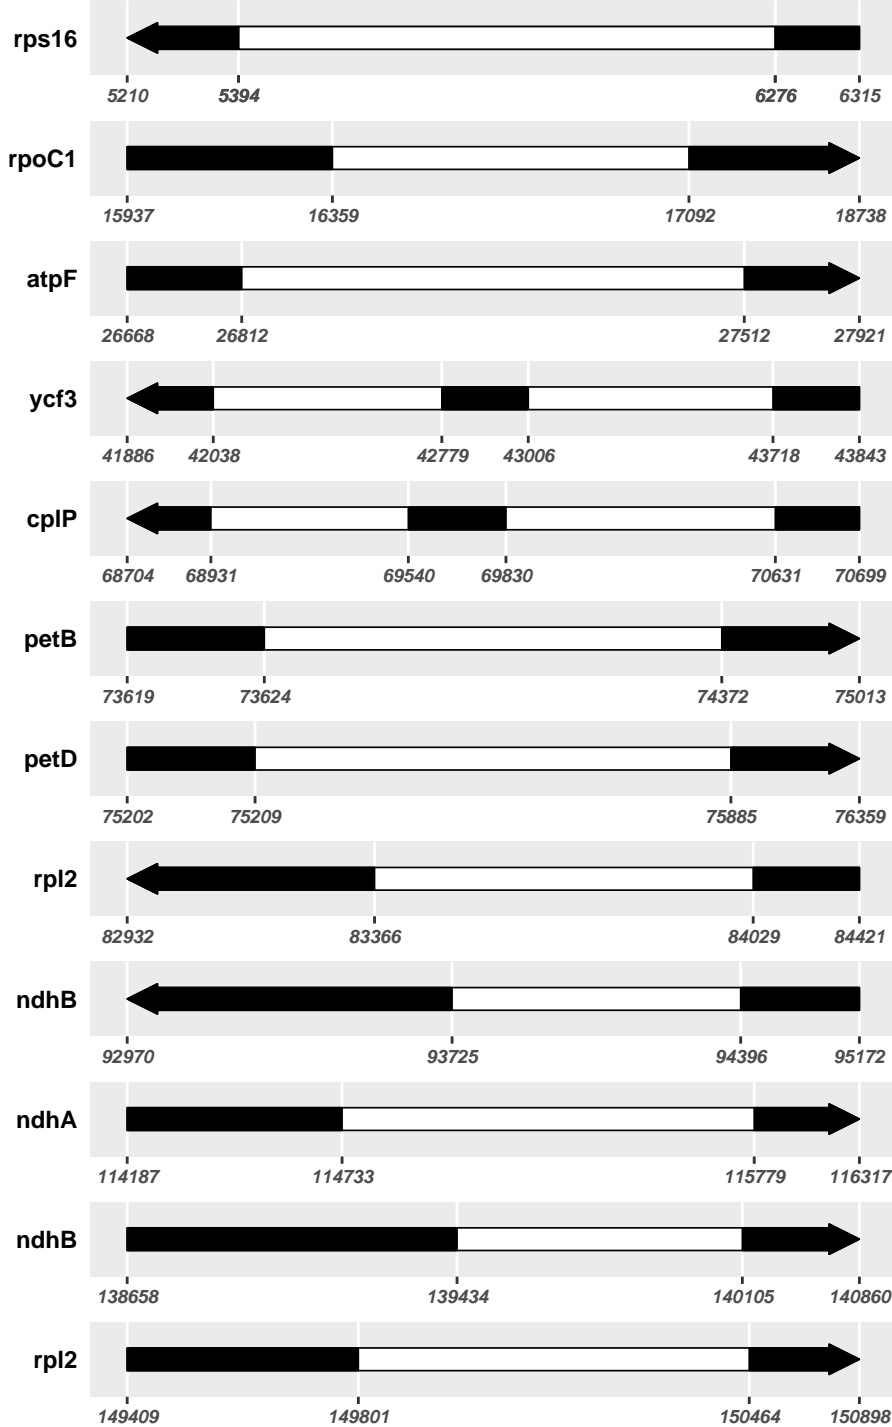 rps16
5210 5394 6276 6315
rpoC1
15937 16359 17092 18738
atpF
26668 26812 27512 27921
ycf3
41886 42038 42779 43006 43718 43843
cpIP
68704 68931 69540 69830 70631 70699
petB
73619 73624 74372 75013
petD
75202 75209 75885 76359
rpl2
82932 83366 84029 84421
ndhB
92970 93725 94396 95172
ndhA
114187 114733 115779 116317
ndhB
138658 139434 140105 140860
rpl2
149409 149801 150464 150898